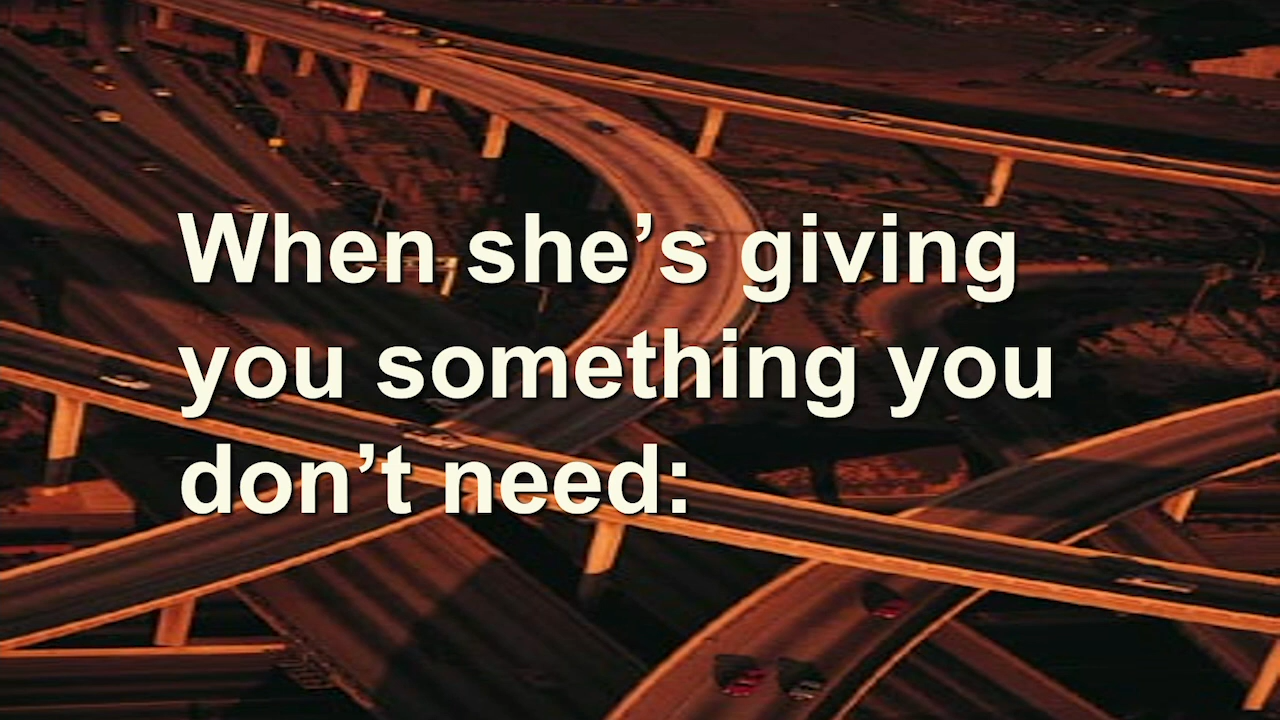 When she’s giving
you something you
don’t need: